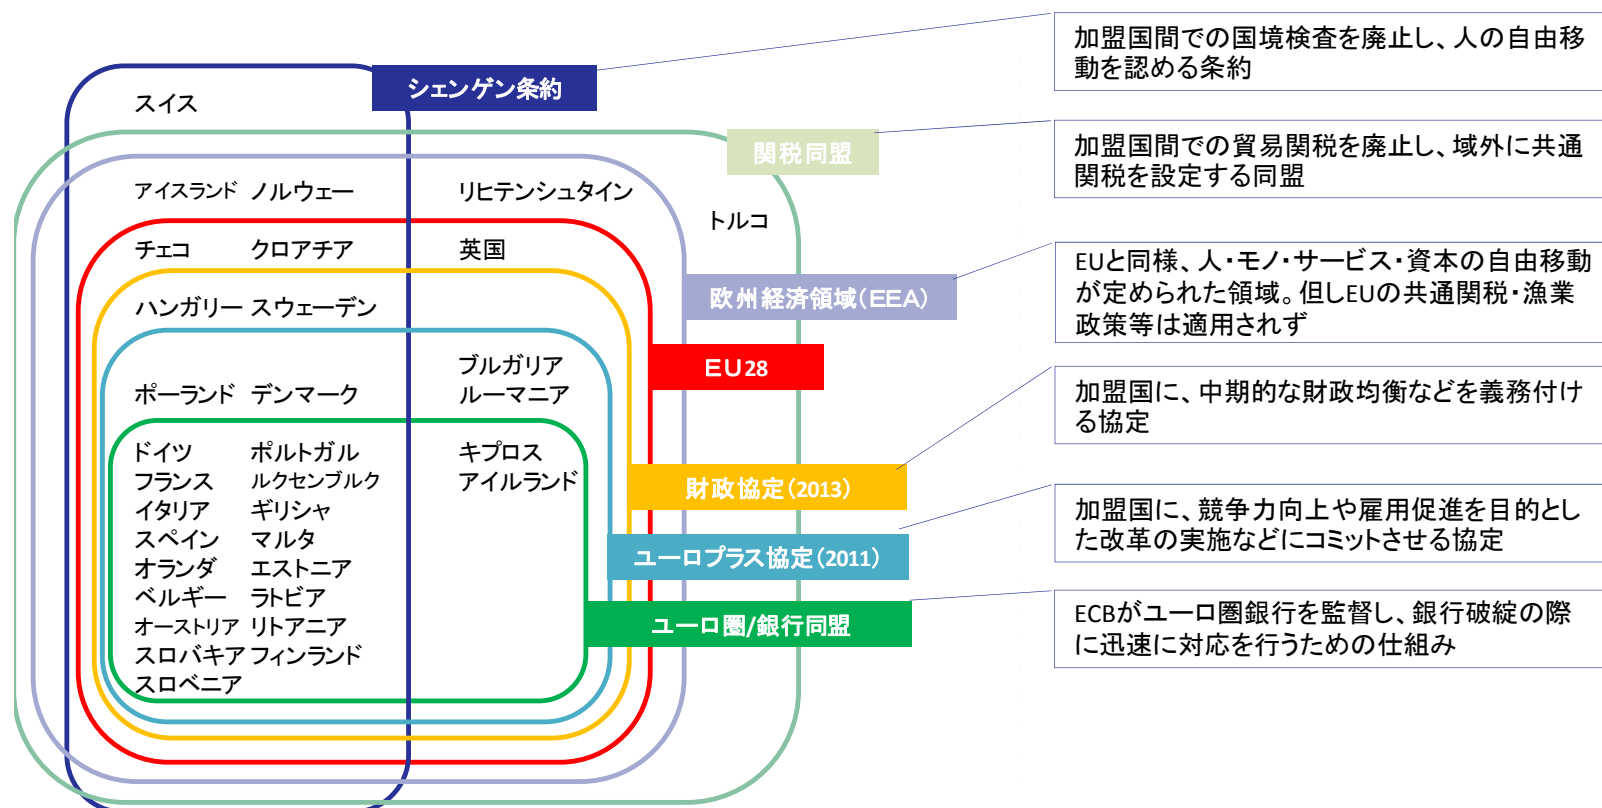 加盟国間での国境検査を廃止し、人の自由移
動を認める条約
シェンゲン条約
スイス
関税同盟
加盟国間での貿易関税を廃止し、域外に共通
関税を設定する同盟
アイスランド ノルウェー リヒテンシュタイン
トルコ
チェコ クロアチア 英国
EUと同様、人・モノ・サービス・資本の自由移動
が定められた領域。但しEUの共通関税・漁業
政策等は適用されず
欧州経済領域(EEA)
ハンガリー スウェーデン
EU28
ブルガリア
ポーランド デンマーク ルーマニア
加盟国に、中期的な財政均衡などを義務付け
る協定
ドイツ ポルトガル キプロス
フランス ルクセンブルク アイルランド
財政協定(2013)
イタリア ギリシャ
スペイン マルタ
加盟国に、競争力向上や雇用促進を目的とし
た改革の実施などにコミットさせる協定
ユーロプラス協定(2011)
オランダ エストニア
ベルギー ラトビア
オーストリア リトアニア
ユーロ圏/銀行同盟
ECBがユーロ圏銀行を監督し、銀行破綻の際
に迅速に対応を行うための仕組み
スロバキア フィンランド
スロベニア